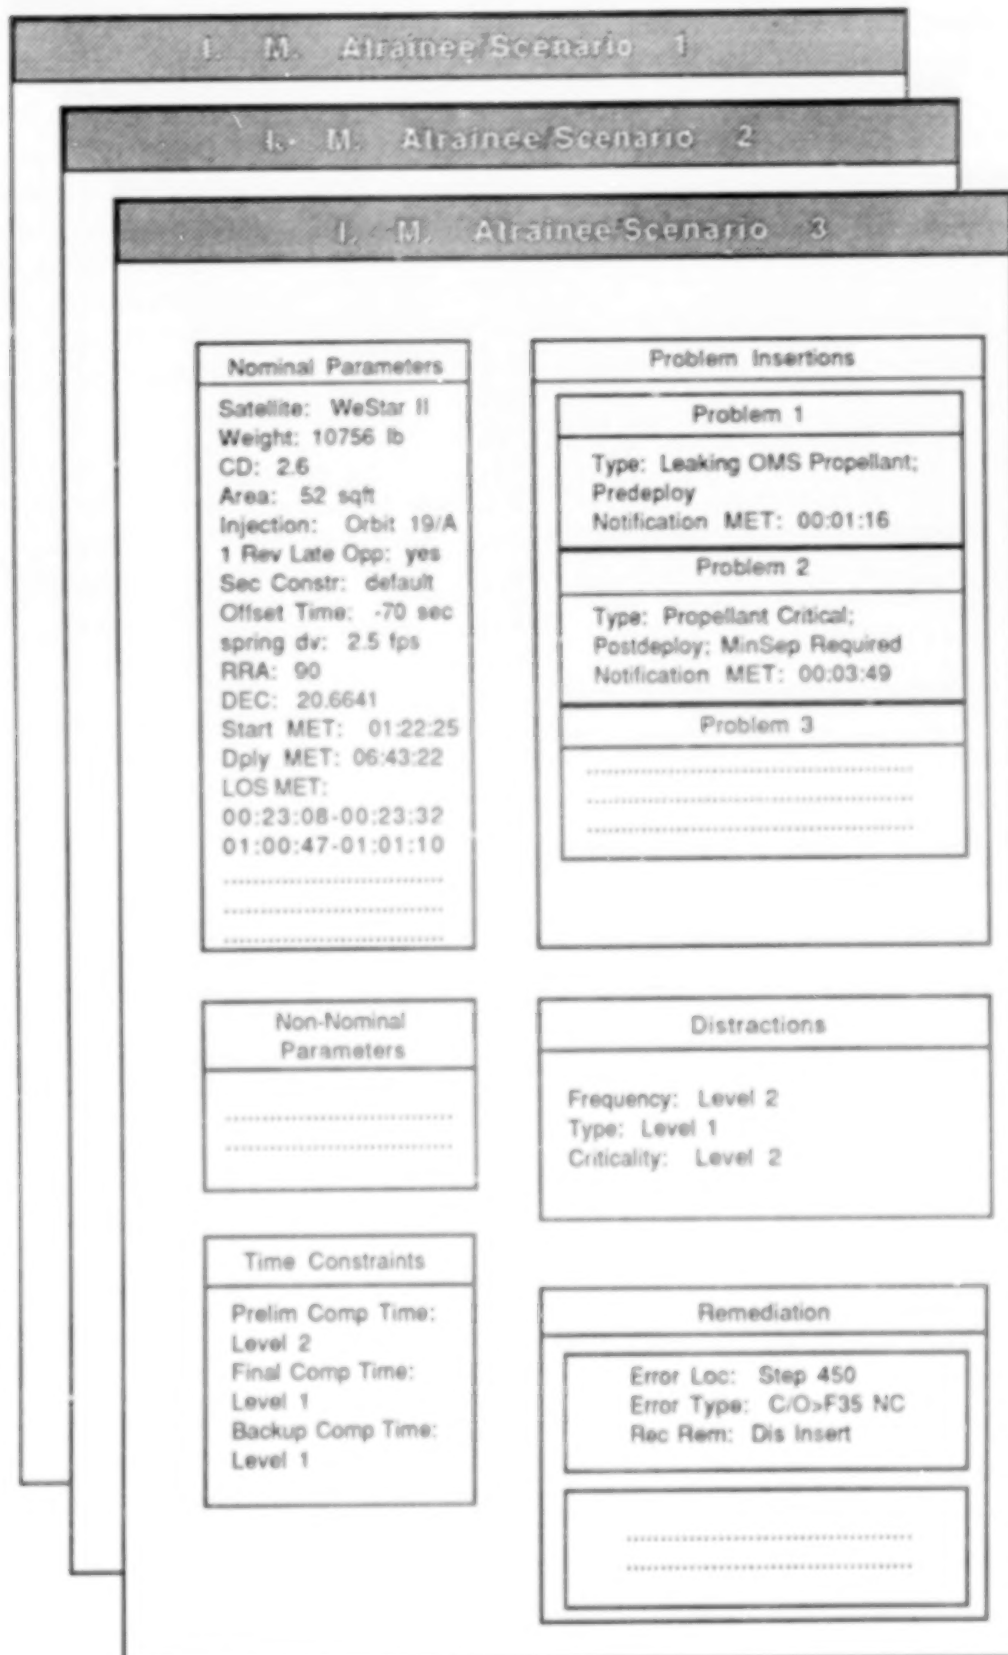 I. M. Atrainee/Scenario 1
I. M. Atrainee/Scenario 2
I. M. Atrainee/Scenario 3
Nominal Parameters
Satellite: WeStar II
Weight: 10756 lb
CD: 2.6
Area: 52 sqft
Injection: Orbit 19/A
1 Rev Late Opp: yes
Sec Constr: default
Offset Time: -70 sec
spring dv: 2.5 fps
RRA: 90
DEC: 20.6641
Start MET: 01:22:25
Dply MET: 06:43:22
LOS MET:
00:23:08-00:23:32
01:00:47-01:01:10
Problem Insertions
Problem 1
Type: Leaking OMS Propellant;
Predeploy
Notification MET: 00:01:16
Problem 2
Type: Propellant Critical;
Postdeploy; MinSep Required
Notification MET: 00:03:49
Problem 3
Non-Nominal
Parameters
Distractions
Frequency: Level 2
Type: Level 1
Criticality: Level 2
Time Constraints
Prelim Comp Time:
Level 2
Final Comp Time:
Level 1
Backup Comp Time:
Level 1
Remediation
Error Loc: Step 450
Error Type: C/O>F35 NC
Rec Rem: Dis Insert